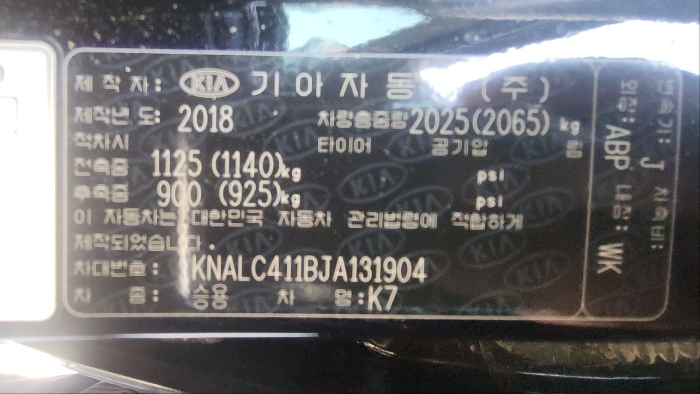 제 작 자: KIA 기 아 자 동 (주)
제작년 도: 2018 차량총중량 2025(2065) kg
적차시 타이어 공기압 림
전축중 1125 (1140)kg psi
후축중 900 (925)kg psi
이 자동차는 대한민국 자동차 관리법령에 적합하게
제작되었습니다.
차대번호: KNALC411BJA131904
차 종: 승용 차 명:K7
변속기: J
외장: ABP 내장: WK